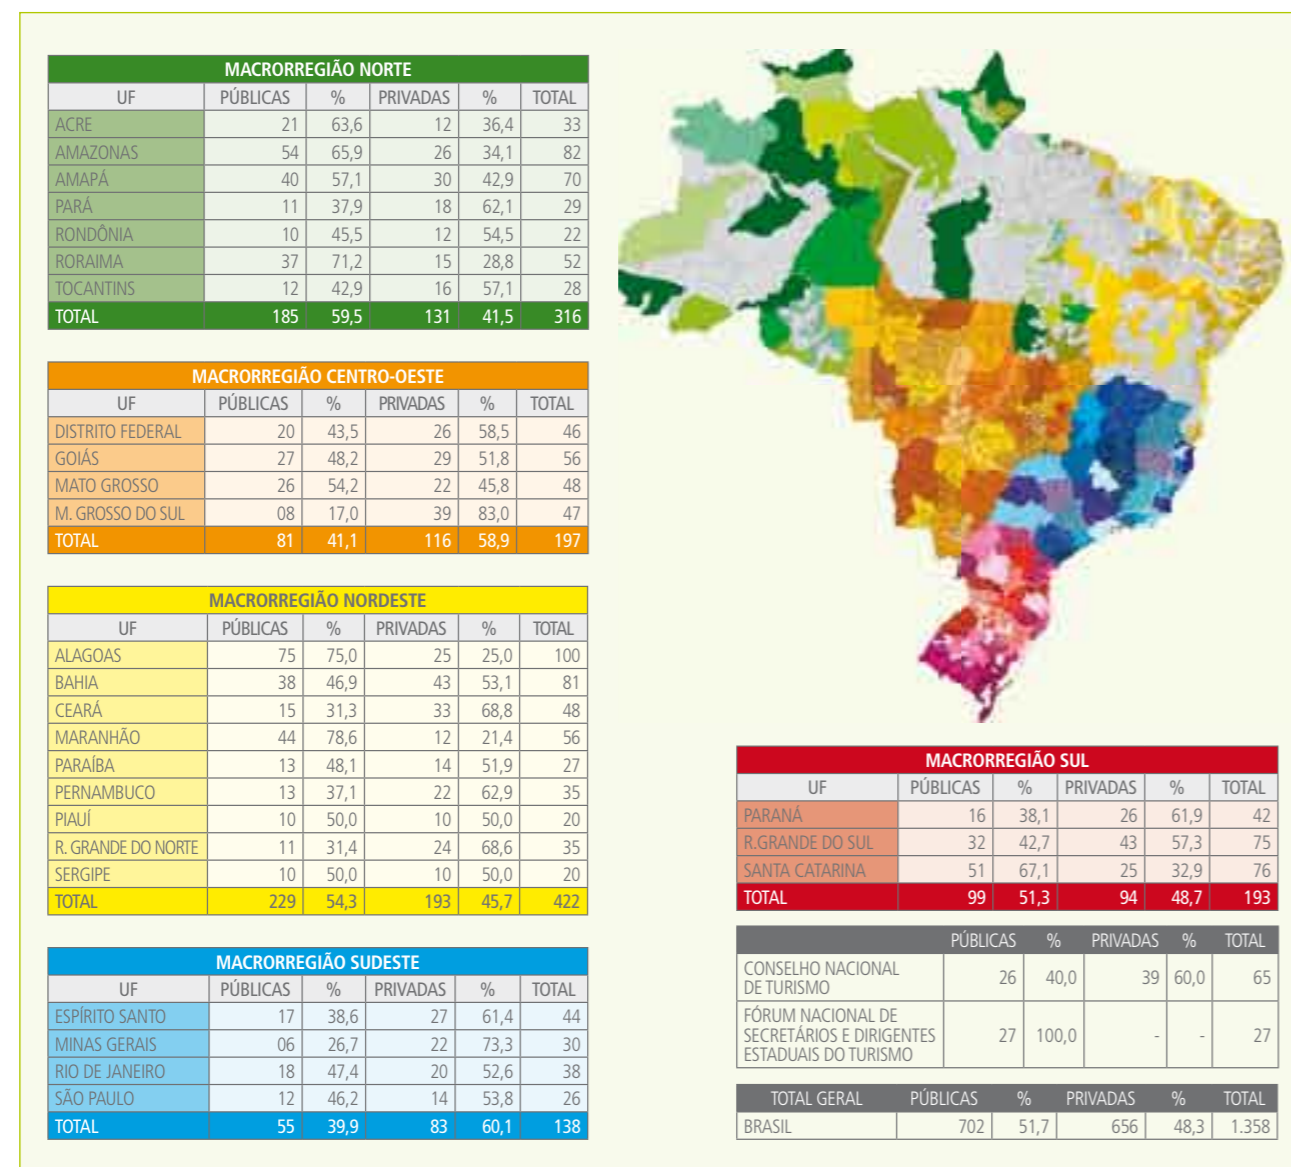 MACRORREGIÃO NORTE
UF PÚBLICAS % PRIVADAS % TOTAL
ACRE 21 63,6 12 36,4 33
AMAZONAS 54 65,9 26 34,1 82
AMAPÁ 40 57,1 30 42,9 70
PARÁ 11 37,9 18 62,1 29
RONDÔNIA 10 45,5 12 54,5 22
RORAIMA 37 71,2 15 28,8 52
TOCANTINS 12 42,9 16 57,1 28
TOTAL 185 59,5 131 41,5 316
MACRORREGIÃO CENTRO-OESTE
UF PÚBLICAS % PRIVADAS % TOTAL
DISTRITO FEDERAL 20 43,5 26 58,5 46
GOIÁS 27 48,2 29 51,8 56
MATO GROSSO 26 54,2 22 45,8 48
M. GROSSO DO SUL 08 17,0 39 83,0 47
TOTAL 81 41,1 116 58,9 197
MACRORREGIÃO NORDESTE
UF PÚBLICAS % PRIVADAS % TOTAL
ALAGOAS 75 75,0 25 25,0 100
BAHIA 38 46,9 43 53,1 81
CEARÁ 15 31,3 33 68,8 48
MARANHÃO 44 78,6 12 21,4 56
PARAÍBA 13 48,1 14 51,9 27
PERNAMBUCO 13 37,1 22 62,9 35
PIAUÍ 10 50,0 10 50,0 20
R. GRANDE DO NORTE 11 31,4 24 68,6 35
SERGIPE 10 50,0 10 50,0 20
TOTAL 229 54,3 193 45,7 422
MACRORREGIÃO SUDESTE
UF PÚBLICAS % PRIVADAS % TOTAL
ESPÍRITO SANTO 17 38,6 27 61,4 44
MINAS GERAIS 06 26,7 22 73,3 30
RIO DE JANEIRO 18 47,4 20 52,6 38
SÃO PAULO 12 46,2 14 53,8 26
TOTAL 55 39,9 83 60,1 138
MACRORREGIÃO SUL
UF PÚBLICAS % PRIVADAS % TOTAL
PARANÁ 16 38,1 26 61,9 42
R.GRANDE DO SUL 32 42,7 43 57,3 75
SANTA CATARINA 51 67,1 25 32,9 76
TOTAL 99 51,3 94 48,7 193
PÚBLICAS % PRIVADAS % TOTAL
CONSELHO NACIONAL
DE TURISMO 26 40,0 39 60,0 65
FÓRUM NACIONAL DE
SECRETÁRIOS E DIRIGENTES 27 100,0 - - 27
ESTADUAIS DO TURISMO
TOTAL GERAL PÚBLICAS % PRIVADAS % TOTAL
BRASIL 702 51,7 656 48,3 1.358